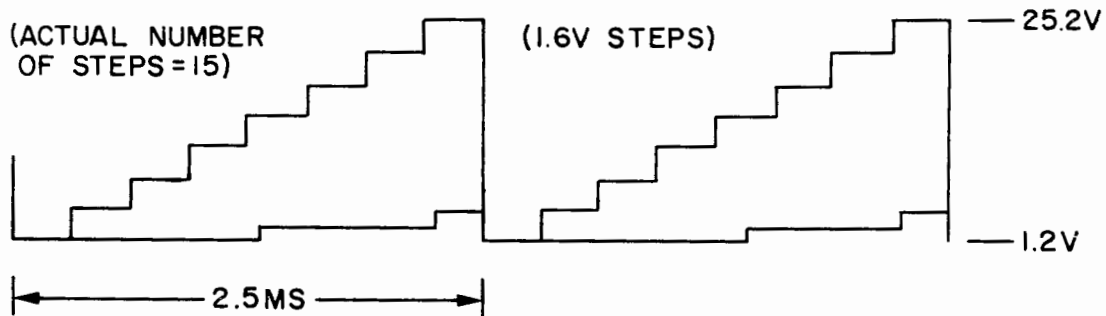 (ACTUAL NUMBER
OF STEPS=15)
(1.6V STEPS)
25.2V
1.2V
2.5MS